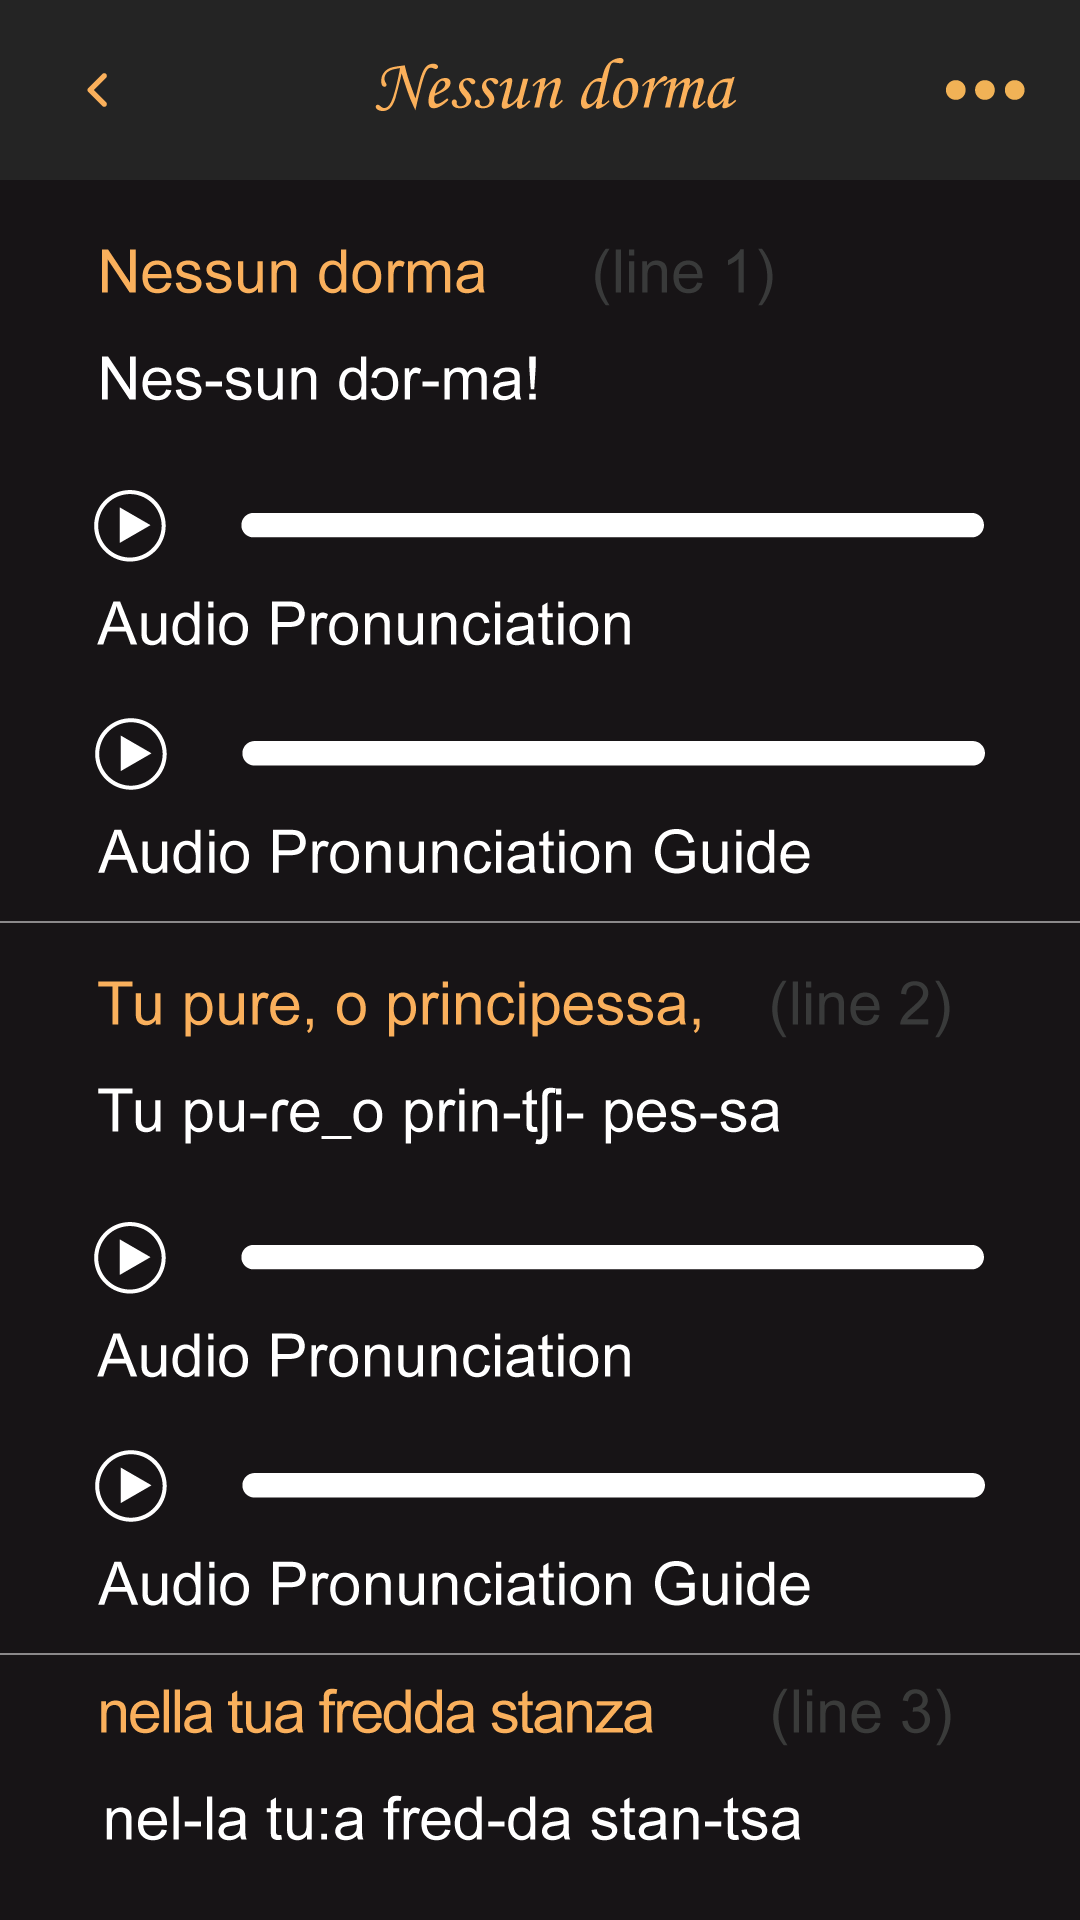 Nessun dorma
Nessun dorma (line 1)
Nes-sun dɔr-ma!
Audio Pronunciation
Audio Pronunciation Guide
Tu pure, o principessa, (line 2)
Tu pu-ɾe_o prin-tʃi- pes-sa
Audio Pronunciation
Audio Pronunciation Guide
nella tua fredda stanza (line 3)
nel-la tu:a fred-da stan-tsa